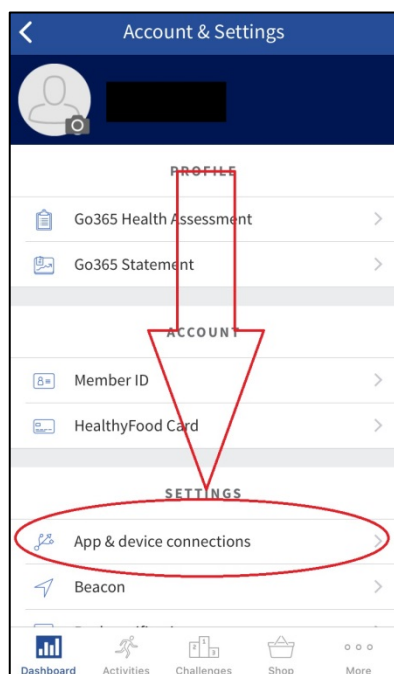 Account & Settings
PROFILE
Go365 Health Assessment
Go365 Statement
ACCOUNT
Member ID
HealthyFood Card
SETTINGS
App & device connections
Beacon
Dashboard Activities Challenges Shop More